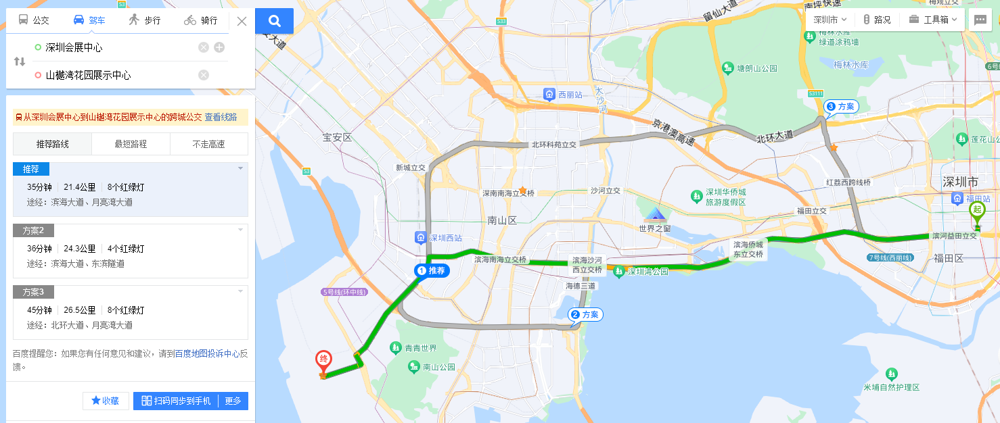 公交
驾车
步行
骑行
深圳会展中心
山樾湾花园展示中心
从深圳会展中心到山樾湾花园展示中心的跨城公交 查看线路
推荐路线
最短路程
不走高速
推荐
35分钟 21.4公里 8个红绿灯
途经：滨海大道、月亮湾大道
方案2
36分钟 24.3公里 4个红绿灯
途经：滨海大道、东滨隧道
方案3
45分钟 26.5公里 8个红绿灯
途经：北环大道、月亮湾大道
百度提醒您：如果您有任何意见和建议，请到百度地图投诉中心反
馈。
收藏
扫码同步到手机
更多
深圳市
路况
工具箱
S3
S33
留仙大道
南坪快速
梅观立交
梅林水库
绿道涂鸦墙
梅林水库
6号线
塘朗山公园
西丽站
大沙河
S3111
3 方案
宝安区
京港澳高速
北环大道
北环科苑立交
莲花山公
新城立交
S3
深圳市
红荔西跨线桥
沙河立交
深南南海立交桥
深圳华侨城
旅游度假区
福田站
起
福田立交
南山区
世界之窗
深圳西站
滨河益田立交
滨海侨城
东立交桥
7号线(西丽线)
福田区
滨海南海立交桥
滨海沙河
西立交桥
深圳湾公园
1 推荐
海德三道
5号线(环中线)
2 方案
青青世界
终
南山公园
米埔自然护理区